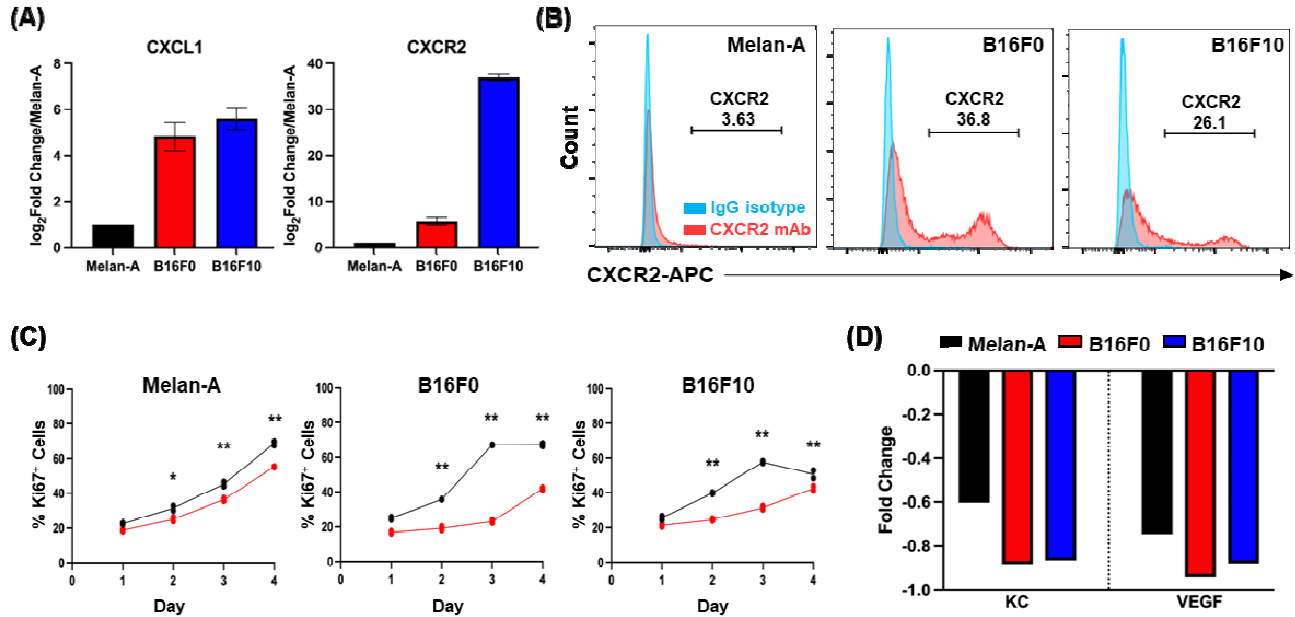 (A)
CXCL1
log2Fold Change/Melan-A
8
6
4
2
0
Melan-A B16F0 B16F10
CXCR2
log2Fold Change/Melan-A
40
30
20
10
0
Melan-A B16F0 B16F10
(B)
Count
Melan-A
CXCR2
3.63
IgG isotype
CXCR2 mAb
B16F0
CXCR2
36.8
B16F10
CXCR2
26.1
CXCR2-APC
(C)
Melan-A
% Ki67+ Cells
100
80
60
40
20
0
* ** **
0 1 2 3 4
Day
B16F0
% Ki67+ Cells
100
80
60
40
20
0
** ** **
0 1 2 3 4
Day
B16F10
% Ki67+ Cells
100
80
60
40
20
0
** ** **
0 1 2 3 4
Day
(D)
Melan-A B16F0 B16F10
Fold Change
0.0
-0.2
-0.4
-0.6
-0.8
-1.0
KC VEGF